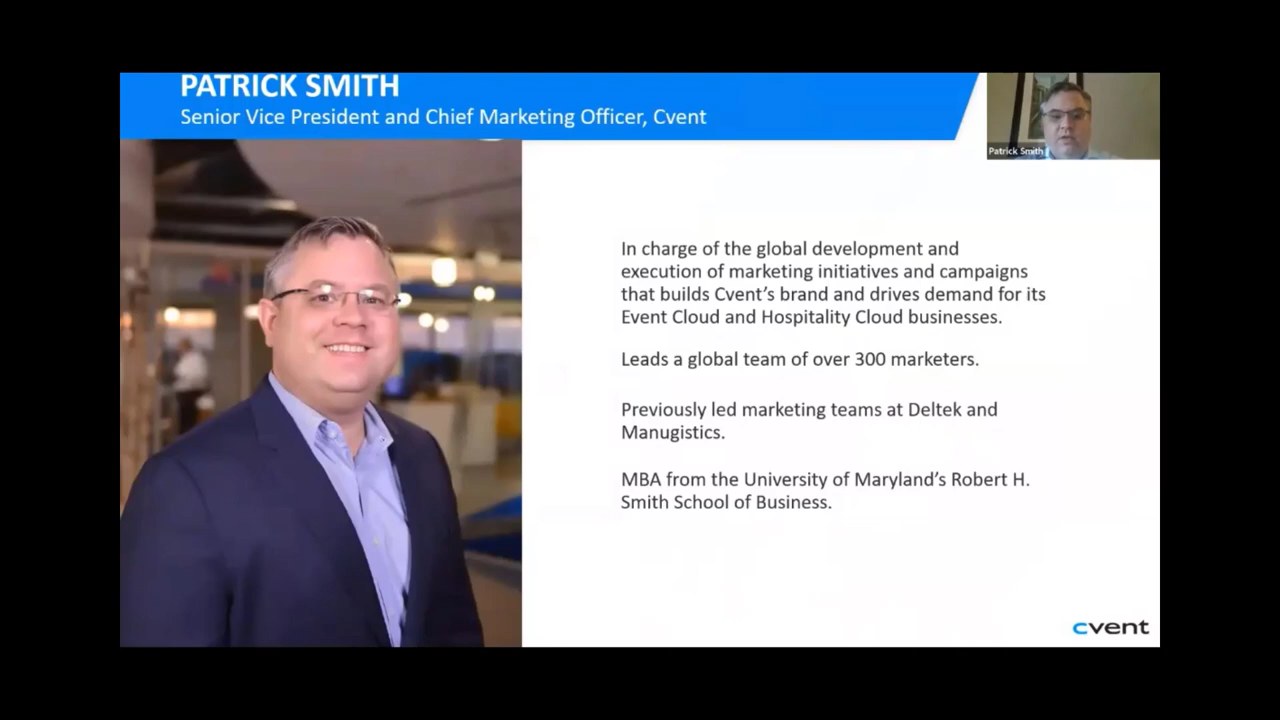 PATRICK SMITH
Senior Vice President and Chief Marketing Officer, Cvent
Patrick Smith
In charge of the global development and
execution of marketing initiatives and campaigns
that builds Cvent’s brand and drives demand for its
Event Cloud and Hospitality Cloud businesses.
Leads a global team of over 300 marketers.
Previously led marketing teams at Deltek and
Manugistics.
MBA from the University of Maryland’s Robert H.
Smith School of Business.
cvent